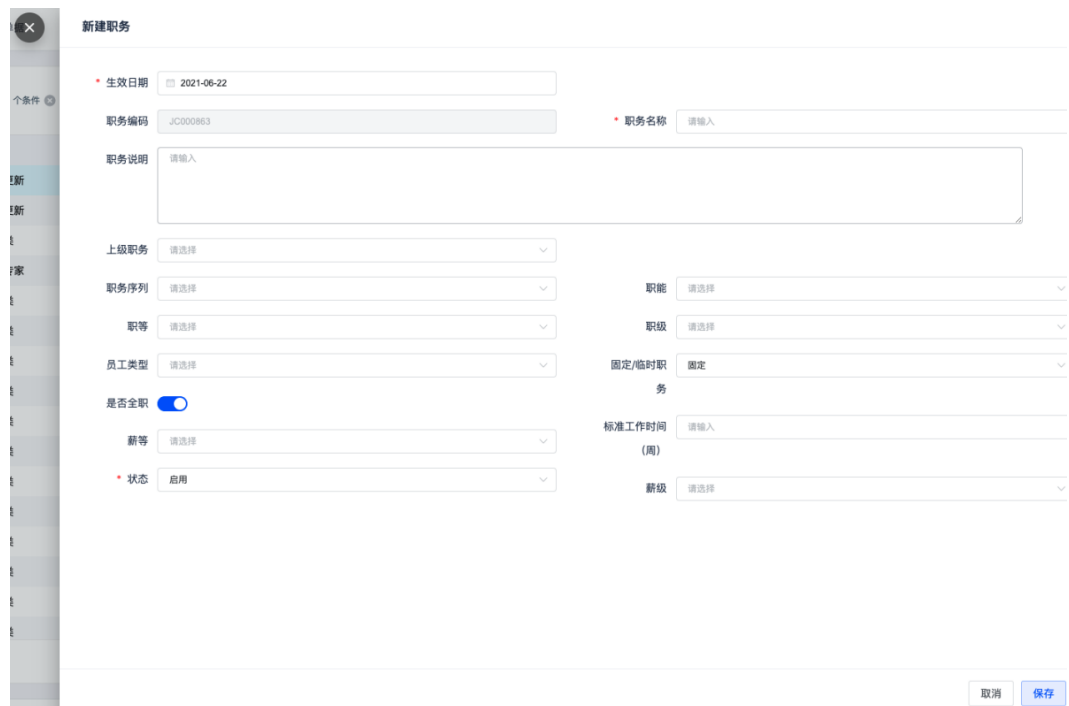 新建职务
个条件
* 生效日期 2021-06-22
职务编码 JC000863 * 职务名称 请输入
职务说明 请输入
更新
更新
上级职务 请选择
专家
职务序列 请选择 职能 请选择
职等 请选择 职级 请选择
员工类型 请选择 固定/临时职 固定
务
是否全职
标准工作时间 请输入
(周)
薪等 请选择
* 状态 启用
薪级 请选择
取消 保存